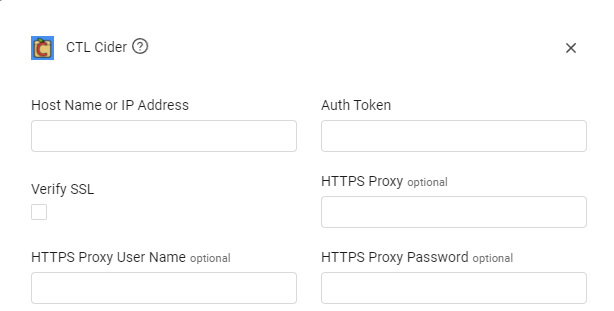 CTL Cider
Host Name or IP Address
Auth Token
Verify SSL
HTTPS Proxy optional
HTTPS Proxy User Name optional
HTTPS Proxy Password optional